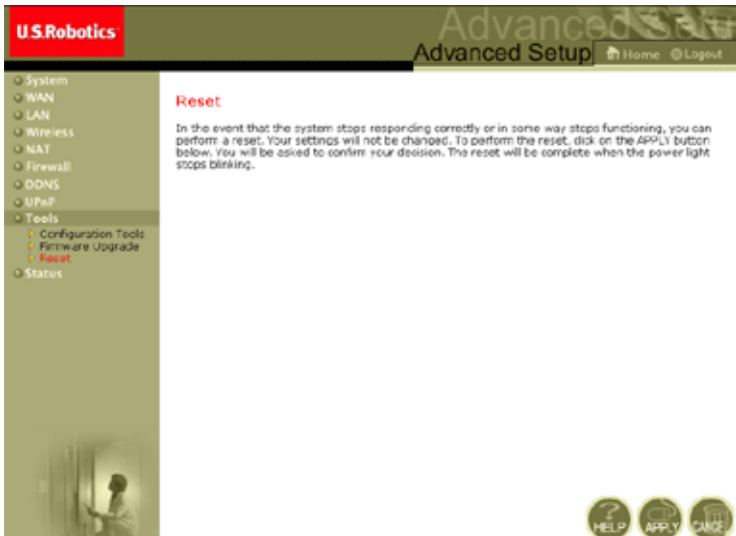 U.S.Robotics
Advanced Setu
Advanced Setup
Home
Logout
System
WAN
LAN
Wireless
NAT
Firewall
DDNS
UPnP
Tools
Configuration Tools
Firmware Upgrade
Reset
Status
Reset
In the event that the system stops responding correctly or in some way stops functioning, you can
perform a reset. Your settings will not be changed. To perform the reset, click on the APPLY button
below. You will be asked to confirm your decision. The reset will be complete when the power light
stops blinking.
HELP
APPLY
CANCEL